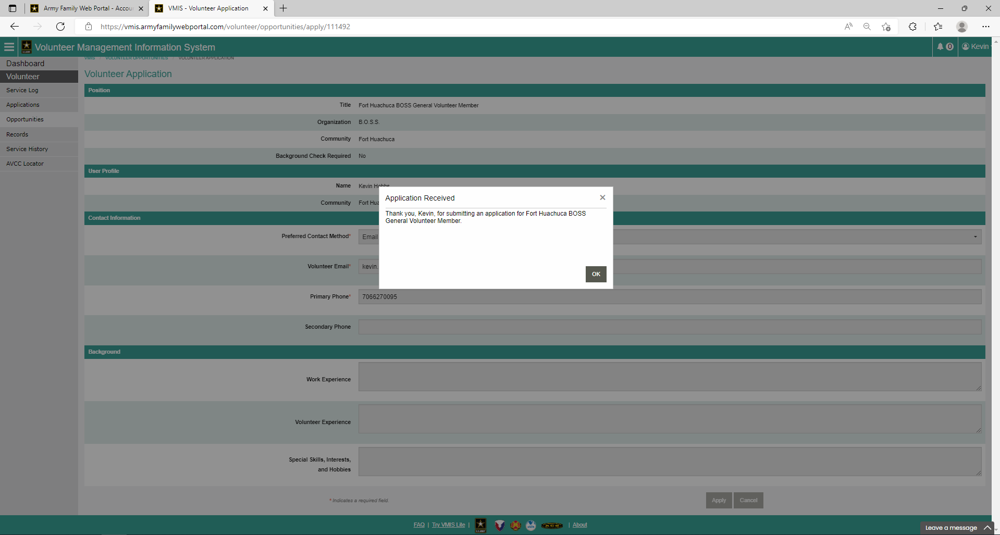 Army Family Web Portal - Accou
VMIS - Volunteer Application
https://vmis.armyfamilywebportal.com/volunteer/opportunities/apply/111492
Volunteer Management Information System
0
Kevin
VMIS / VOLUNTEER OPPORTUNITIES / VOLUNTEER APPLICATION
Dashboard
Volunteer
Service Log
Applications
Opportunities
Records
Service History
AVCC Locator
Volunteer Application
Position
Title Fort Huachuca BOSS General Volunteer Member
Organization B.O.S.S.
Community Fort Huachuca
Background Check Required No
User Profile
Name Kevin Hobbs
Community Fort Hua
Contact Information
Preferred Contact Method* Email
Volunteer Email* kevin.
Primary Phone* 7066270095
Secondary Phone
Background
Work Experience
Volunteer Experience
Special Skills, Interests,
and Hobbies
* Indicates a required field.
Apply Cancel
Application Received
Thank you, Kevin, for submitting an application for Fort Huachuca BOSS
General Volunteer Member.
OK
FAQ | Try VMIS Lite | U.S.ARMY ACS | About
Leave a message